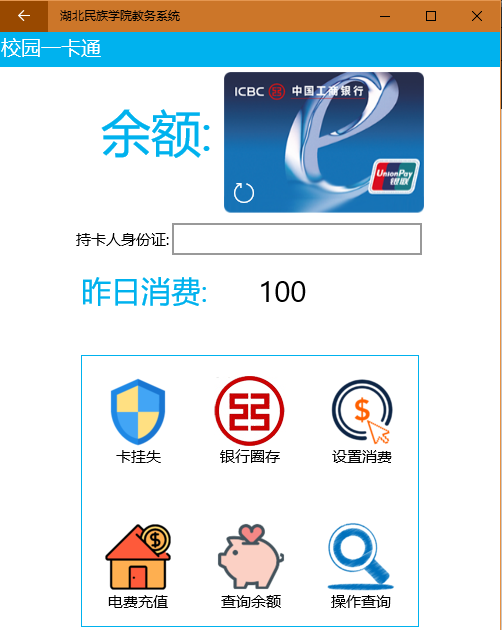 湖北民族学院教务系统
校园一卡通
余额:
ICBC 中国工商银行
UnionPay
银联
持卡人身份证:
昨日消费: 100
卡挂失 银行圈存 设置消费
电费充值 查询余额 操作查询